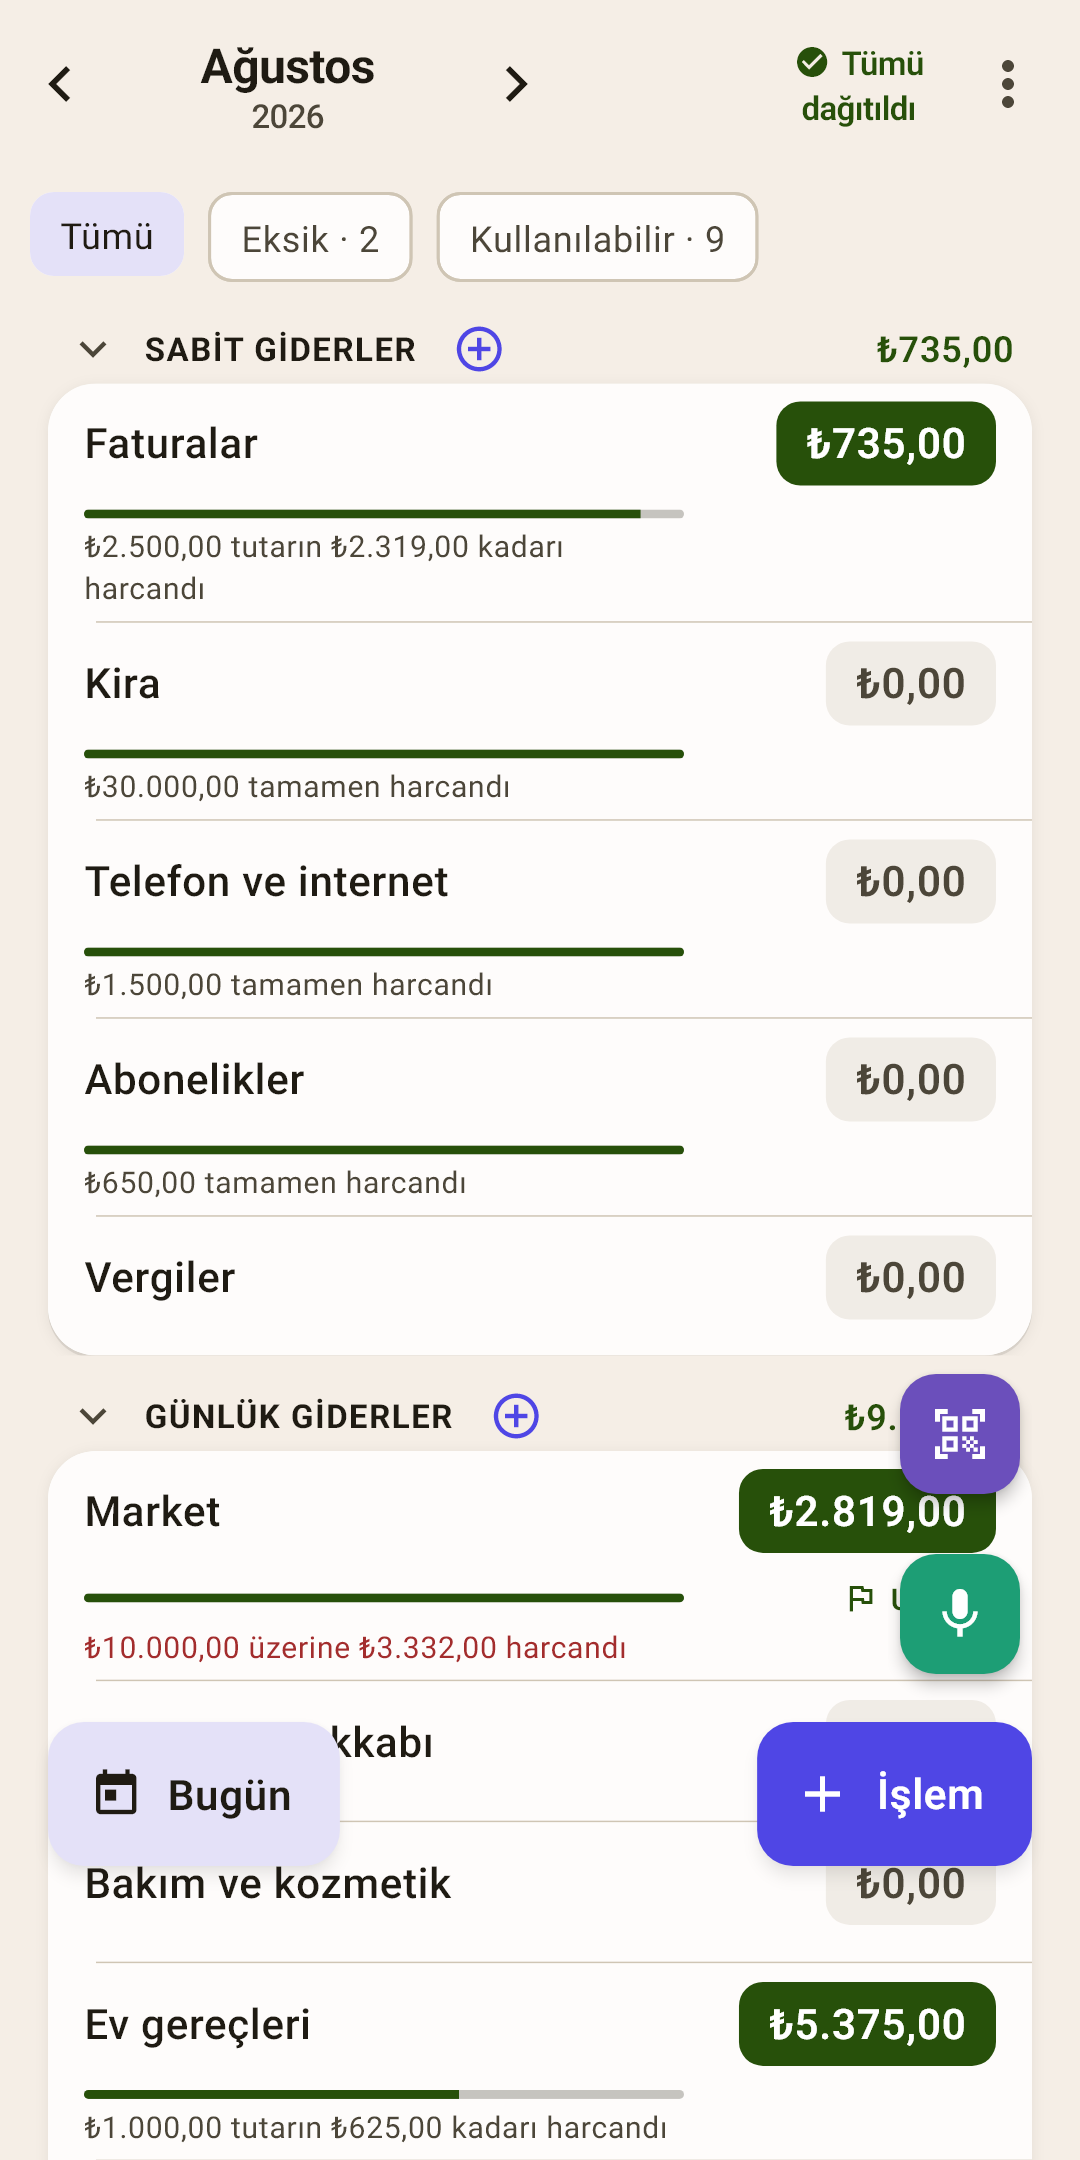 Ağustos
2026
Tümü
dağıtıldı
Tümü
Eksik · 2
Kullanılabilir · 9
SABİT GİDERLER
₺735,00
Faturalar
₺735,00
₺2.500,00 tutarın ₺2.319,00 kadarı
harcandı
Kira
₺0,00
₺30.000,00 tamamen harcandı
Telefon ve internet
₺0,00
₺1.500,00 tamamen harcandı
Abonelikler
₺0,00
₺650,00 tamamen harcandı
Vergiler
₺0,00
GÜNLÜK GİDERLER
₺9.
Market
₺2.819,00
₺10.000,00 üzerine ₺3.332,00 harcandı
kkabı
Bugün
İşlem
Bakım ve kozmetik
₺0,00
Ev gereçleri
₺5.375,00
₺1.000,00 tutarın ₺625,00 kadarı harcandı